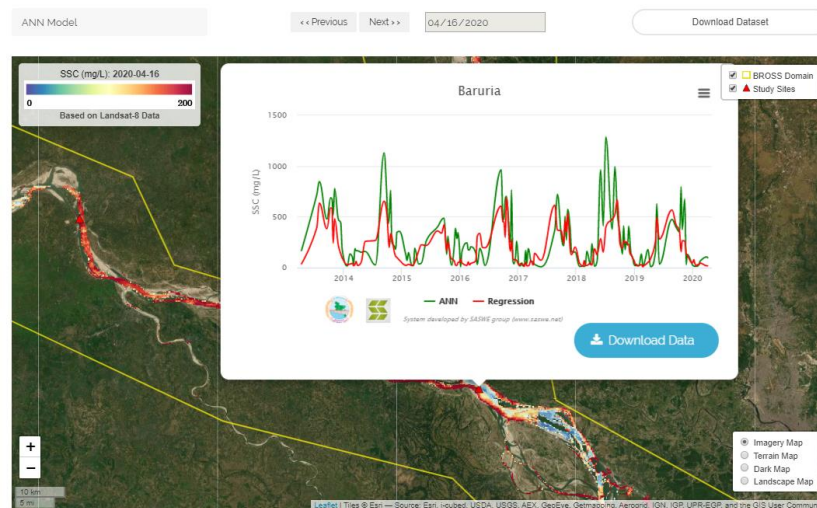 ANN Model
‹‹ Previous
Next ››
04/16/2020
Download Dataset
SSC (mg/L): 2020-04-16
0 200
Based on Landsat-8 Data
BROSS Domain
Study Sites
Baruria
SSC (mg/L)
1500
1000
500
0
2014 2015 2016 2017 2018 2019 2020
ANN Regression
System developed by SASWE group (www.saswe.net)
Download Data
+
−
10 km
5 mi
Imagery Map
Terrain Map
Dark Map
Landscape Map
Leaflet | Tiles © Esri — Source: Esri, i-cubed, USDA, USGS, AEX, GeoEye, Getmapping, Aerogrid, IGN, IGP, UPR-EGP, and the GIS User Commun